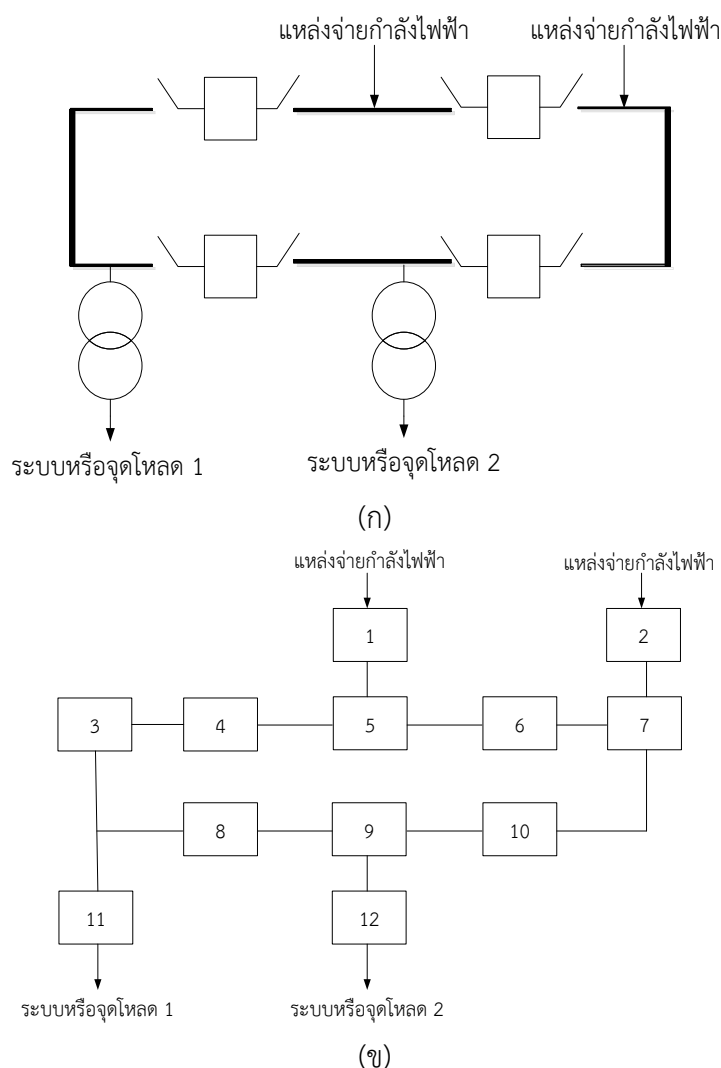 แหล่งจ่ายกำลังไฟฟ้า แหล่งจ่ายกำลังไฟฟ้า
ระบบหรือจุดโหลด 1 ระบบหรือจุดโหลด 2
(ก)
แหล่งจ่ายกำลังไฟฟ้า แหล่งจ่ายกำลังไฟฟ้า
1 2
3 4 5 6 7
8 9 10
11 12
ระบบหรือจุดโหลด 1 ระบบหรือจุดโหลด 2
(ข)